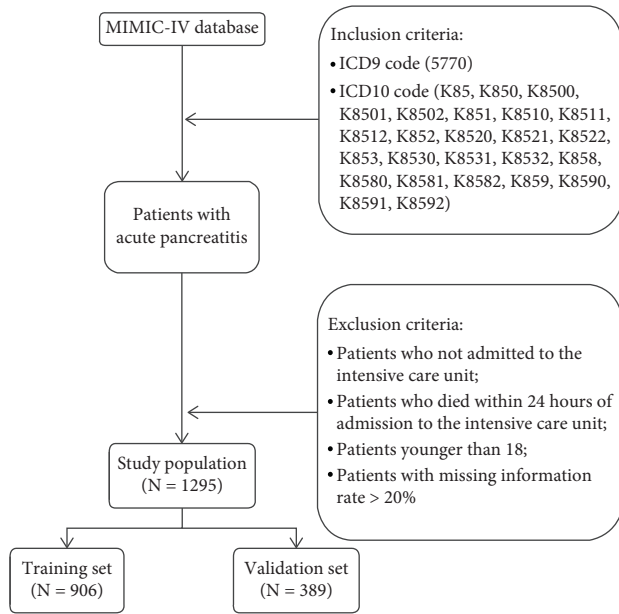 MIMIC-IV database
Inclusion criteria:
• ICD9 code (5770)
• ICD10 code (K85, K850, K8500,
K8501, K8502, K851, K8510, K8511,
K8512, K852, K8520, K8521, K8522,
K853, K8530, K8531, K8532, K858,
K8580, K8581, K8582, K859, K8590,
K8591, K8592)
Patients with
acute pancreatitis
Exclusion criteria:
• Patients who not admitted to the
intensive care unit;
• Patients who died within 24 hours of
admission to the intensive care unit;
• Patients younger than 18;
• Patients with missing information
rate > 20%
Study population
(N = 1295)
Training set
(N = 906)
Validation set
(N = 389)